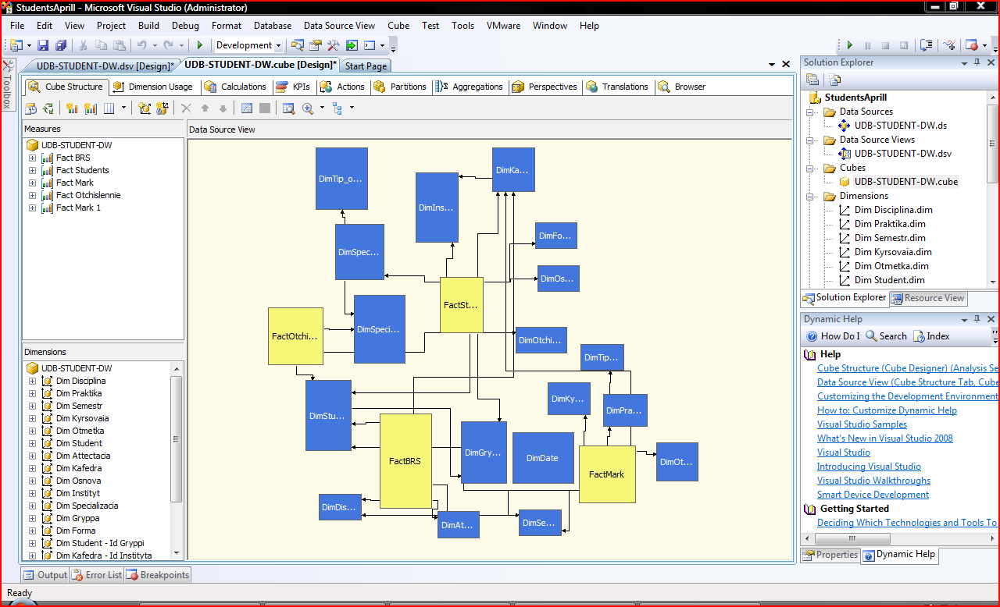 StudentsAprill - Microsoft Visual Studio (Administrator)
File Edit View Project Build Debug Format Database Data Source View Cube Test Tools VMware Window Help
Development
UDB-STUDENT-DW.dsv [Design]* UDB-STUDENT-DW.cube [Design]* Start Page
Toolbox
Cube Structure Dimension Usage Calculations KPIs Actions Partitions Aggregations Perspectives Translations Browser
Measures
UDB-STUDENT-DW
Fact BRS
Fact Students
Fact Mark
Fact Otchislennie
Fact Mark 1
Dimensions
UDB-STUDENT-DW
Dim Disciplina
Dim Praktika
Dim Semestr
Dim Kyrsovaia
Dim Otmetka
Dim Student
Dim Attectacia
Dim Kafedra
Dim Osnova
Dim Instityt
Dim Specializacia
Dim Gryppa
Dim Forma
Dim Student - Id Gryppi
Dim Kafedra - Id Instityta
Data Source View
DimTip_o...
DimKa...
DimIns...
DimSpec...
DimFo...
DimOs...
FactSt...
FactOtchi...
DimSpeci...
DimOtchi...
DimTip...
DimStu...
DimKy...
DimPra...
FactBRS
DimGry...
DimDate
FactMark
DimOt...
DimDis...
DimAt...
DimSe...
Solution Explorer
StudentsAprill
Data Sources
UDB-STUDENT-DW.ds
Data Source Views
UDB-STUDENT-DW.dsv
Cubes
UDB-STUDENT-DW.cube
Dimensions
Dim Disciplina.dim
Dim Praktika.dim
Dim Semestr.dim
Dim Kyrsovaia.dim
Dim Otmetka.dim
Dim Student.dim
Solution Explorer Resource View
Dynamic Help
How Do I Search Index
Help
Cube Structure (Cube Designer) (Analysis Se
Data Source View (Cube Structure Tab, Cube
Customizing the Development Environment
How to: Customize Dynamic Help
Visual Studio Samples
What's New in Visual Studio 2008
Visual Studio
Introducing Visual Studio
Visual Studio Walkthroughs
Smart Device Development
Getting Started
Deciding Which Technologies and Tools To
Properties Dynamic Help
Output Error List Breakpoints
Ready